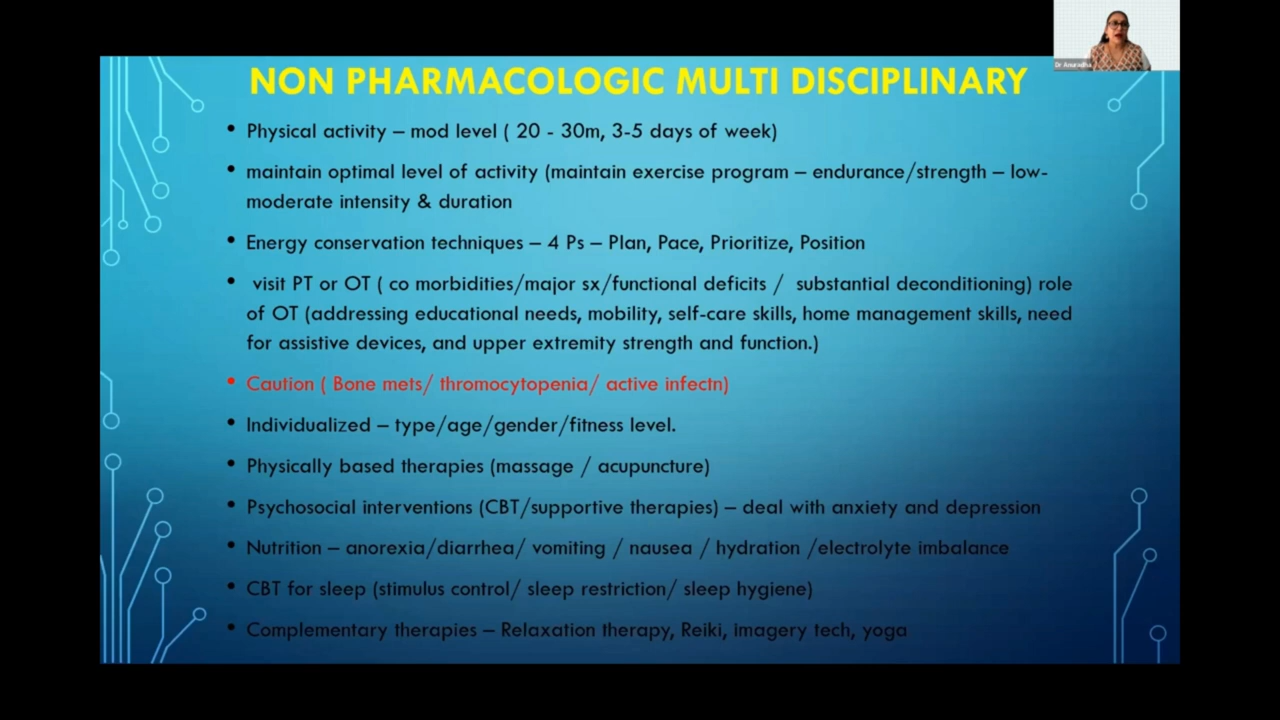 Dr Anuradha
NON PHARMACOLOGIC MULTI DISCIPLINARY
• Physical activity – mod level ( 20 - 30m, 3-5 days of week)
• maintain optimal level of activity (maintain exercise program – endurance/strength – low-
moderate intensity & duration
• Energy conservation techniques – 4 Ps – Plan, Pace, Prioritize, Position
• visit PT or OT ( co morbidities/major sx/functional deficits / substantial deconditioning) role
of OT (addressing educational needs, mobility, self-care skills, home management skills, need
for assistive devices, and upper extremity strength and function.)
• Caution ( Bone mets/ thromocytopenia/ active infectn)
• Individualized – type/age/gender/fitness level.
• Physically based therapies (massage / acupuncture)
• Psychosocial interventions (CBT/supportive therapies) – deal with anxiety and depression
• Nutrition – anorexia/diarrhea/ vomiting / nausea / hydration /electrolyte imbalance
• CBT for sleep (stimulus control/ sleep restriction/ sleep hygiene)
• Complementary therapies – Relaxation therapy, Reiki, imagery tech, yoga